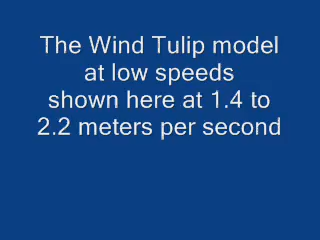 The Wind Tulip model
at low speeds
shown here at 1.4 to
2.2 meters per second